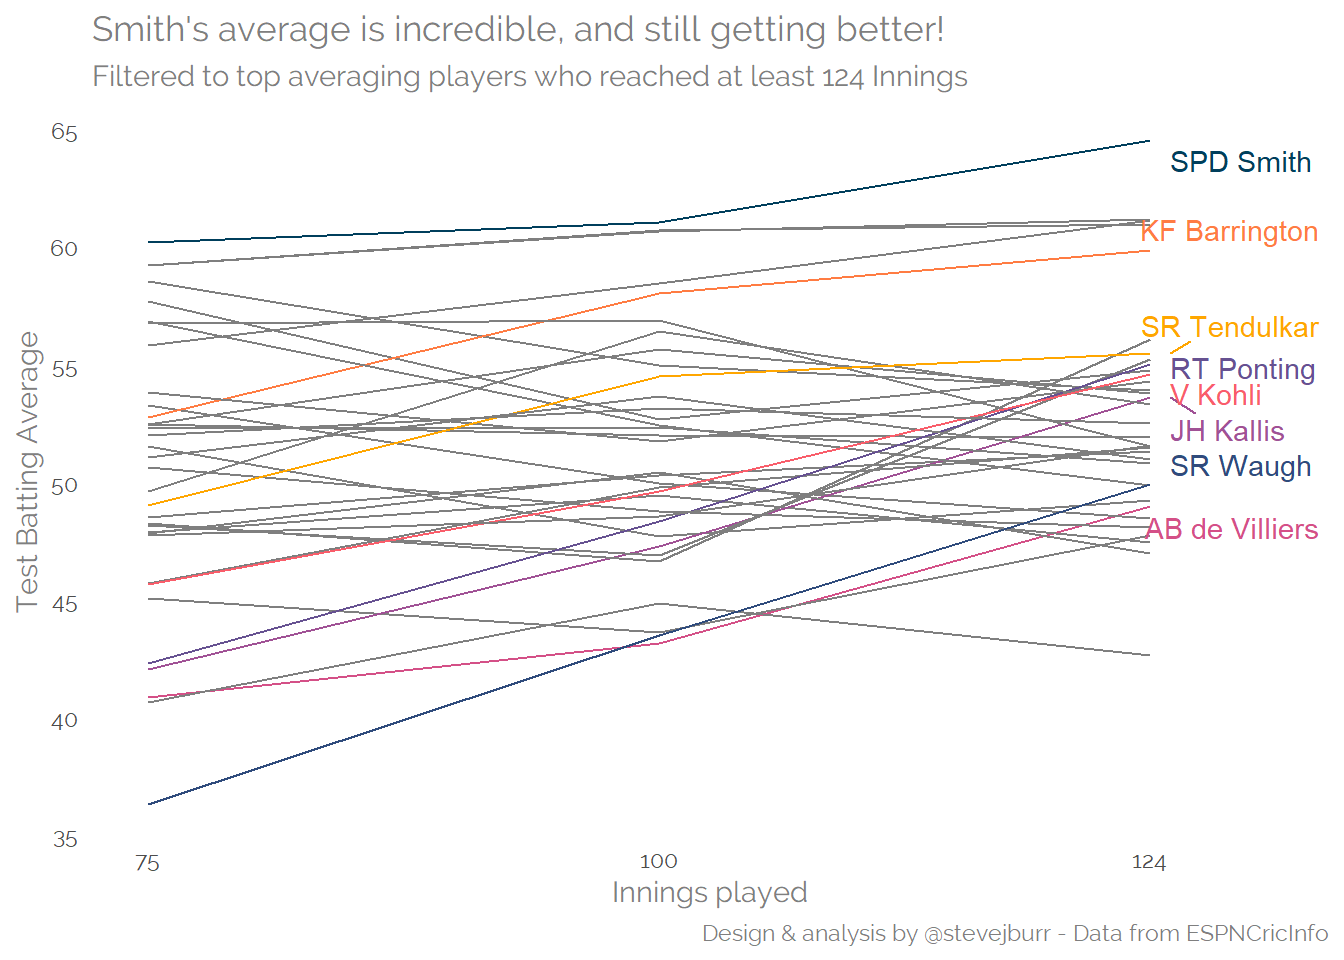 Smith's average is incredible, and still getting better!
Filtered to top averaging players who reached at least 124 Innings
65
60
55
50
45
40
35
Test Batting Average
SPD Smith
KF Barrington
SR Tendulkar
RT Ponting
V Kohli
JH Kallis
SR Waugh
AB de Villiers
75 100 124
Innings played
Design & analysis by @stevejburr - Data from ESPNCricInfo